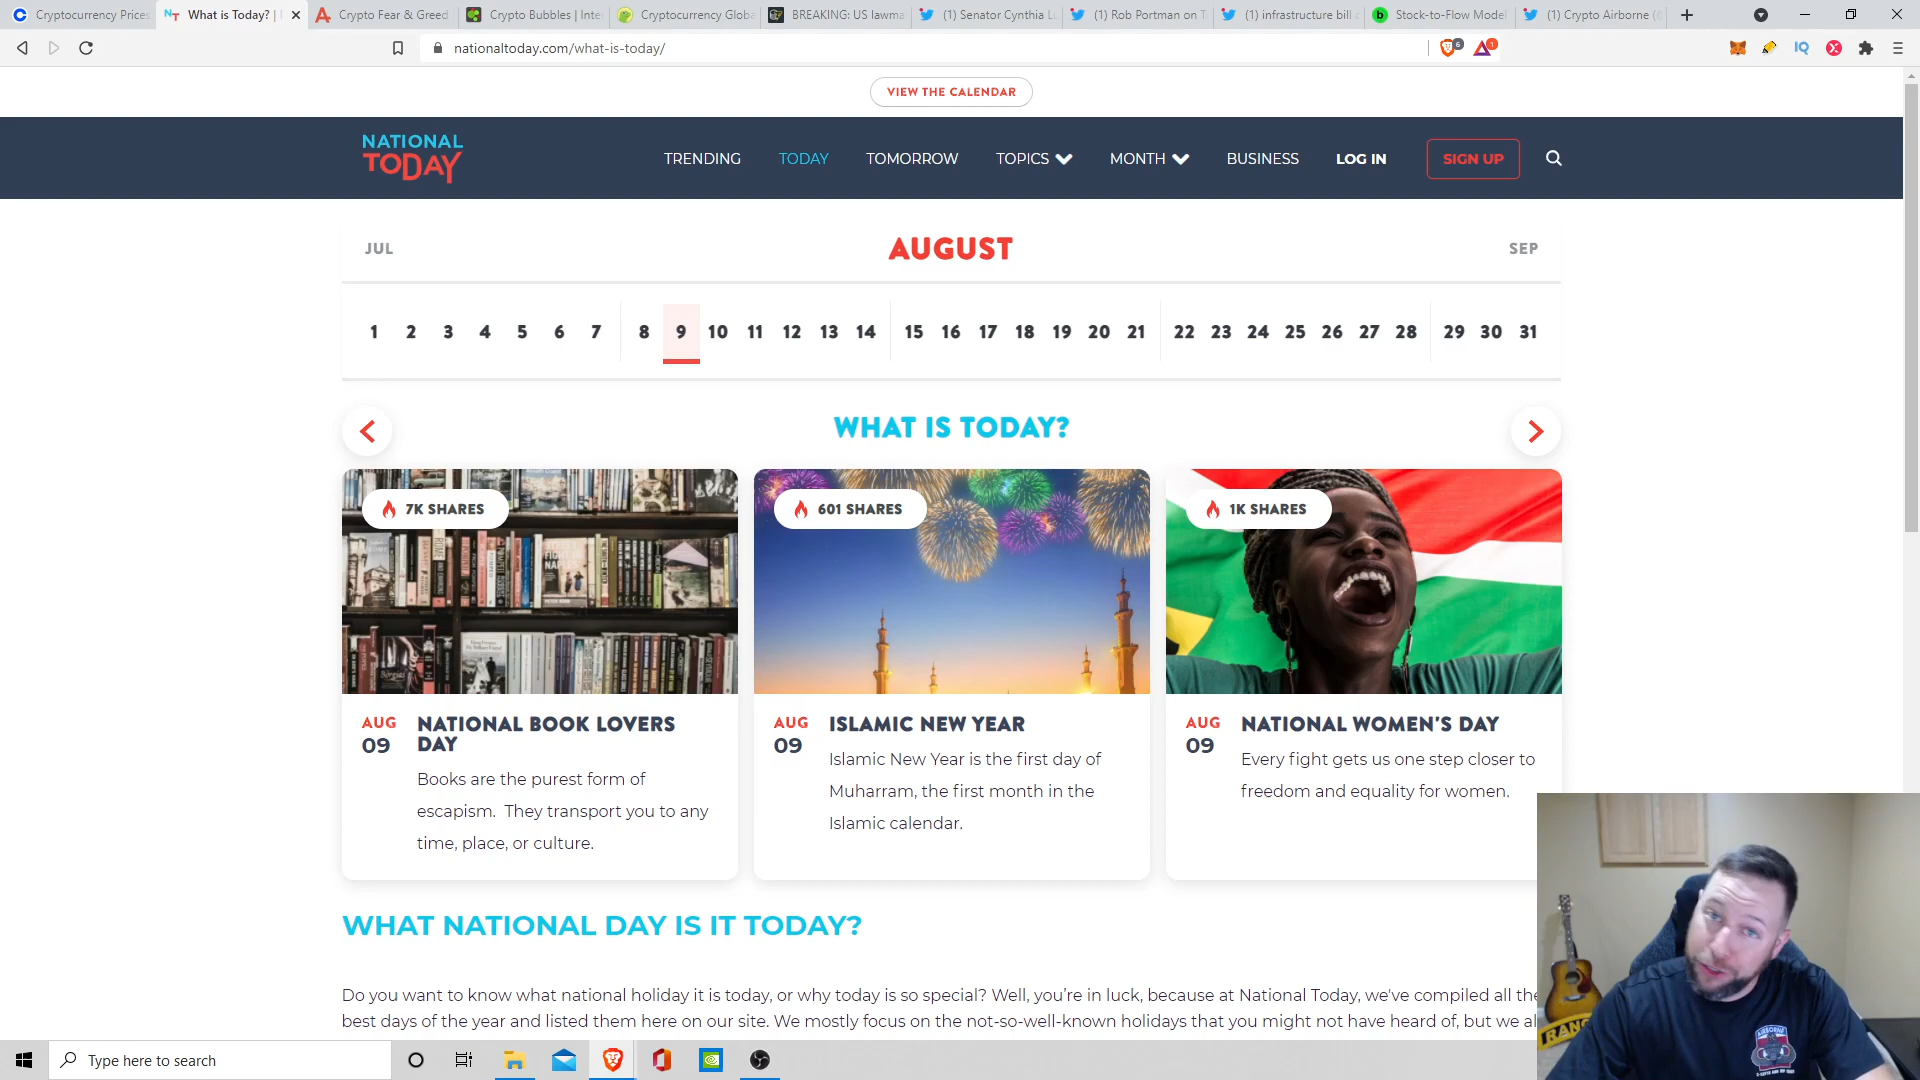 Cryptocurrency Prices
What is Today? |
Crypto Fear & Greed
Crypto Bubbles | Inte
Cryptocurrency Globa
BREAKING: US lawma
(1) Senator Cynthia Lu
(1) Rob Portman on T
(1) infrastructure bill
Stock-to-Flow Model
(1) Crypto Airborne (
nationaltoday.com/what-is-today/
6
1
IQ
VIEW THE CALENDAR
NATIONAL
TODAY
TRENDING
TODAY
TOMORROW
TOPICS
MONTH
BUSINESS
LOG IN
SIGN UP
JUL
AUGUST
SEP
1 2 3 4 5 6 7 8 9 10 11 12 13 14 15 16 17 18 19 20 21 22 23 24 25 26 27 28 29 30 31
WHAT IS TODAY?
7K SHARES
601 SHARES
1K SHARES
AUG
09
NATIONAL BOOK LOVERS
DAY
Books are the purest form of
escapism. They transport you to any
time, place, or culture.
AUG
09
ISLAMIC NEW YEAR
Islamic New Year is the first day of
Muharram, the first month in the
Islamic calendar.
AUG
09
NATIONAL WOMEN'S DAY
Every fight gets us one step closer to
freedom and equality for women.
WHAT NATIONAL DAY IS IT TODAY?
Do you want to know what national holiday it is today, or why today is so special? Well, you're in luck, because at National Today, we've compiled all the
best days of the year and listed them here on our site. We mostly focus on the not-so-well-known holidays that you might not have heard of, but we al
RANG
AIRBORNE
Type here to search